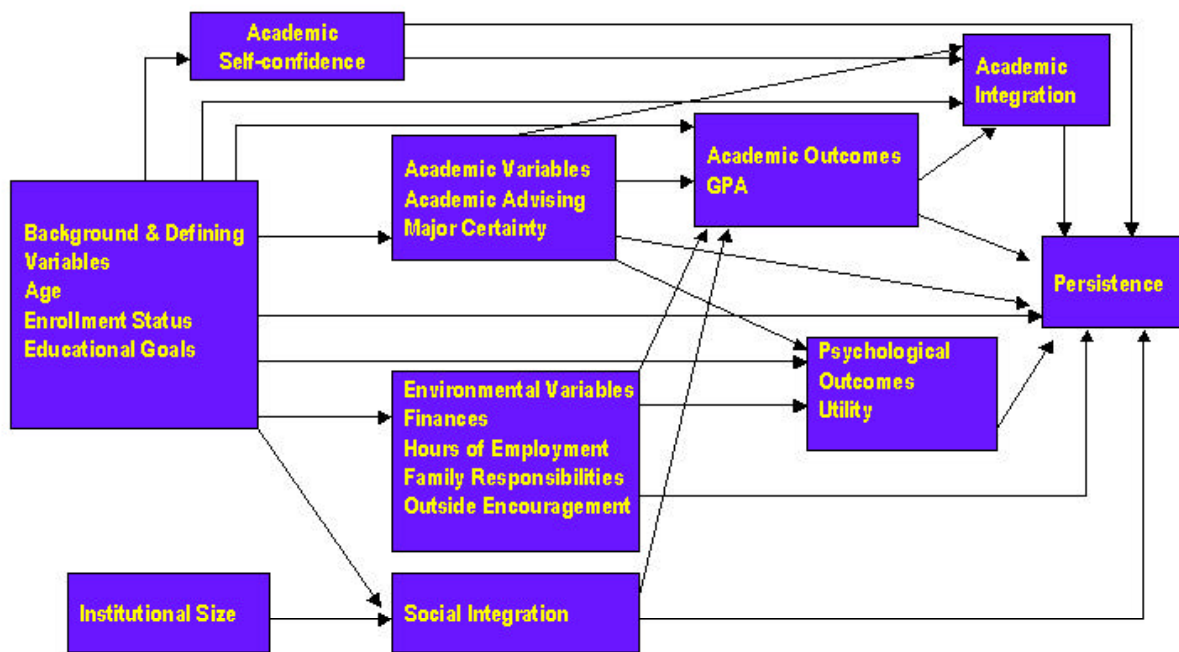 Academic
Self-confidence
Academic
Integration
Academic Variables
Academic Advising
Major Certainty
Academic Outcomes
GPA
Background & Defining
Variables
Age
Enrollment Status
Educational Goals
Persistence
Psychological
Outcomes
Utility
Environmental Variables
Finances
Hours of Employment
Family Responsibilities
Outside Encouragement
Institutional Size
Social Integration